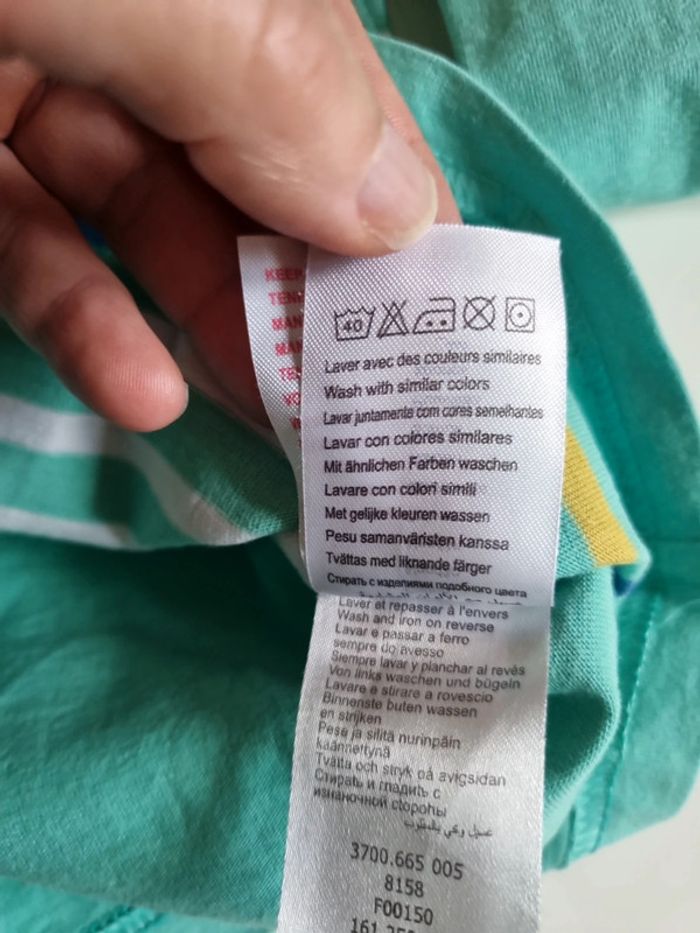 KEEP
40
Laver avec des couleurs similaires
Wash with similar colors
Lavar juntamente com cores semelhantes
Lavar con colores similares
Mit ähnlichen Farben waschen
Lavare con colori simili
Met gelijke kleuren wassen
Pesu samanväristen kanssa
Tvättas med liknande färger
Стирать с изделиями подобного цвета
Laver et repasser à l'envers
Wash and iron on reverse
Lavar e passar a ferro
sempre do avesso
Siempre lavar y planchar al revés
Von links waschen und bügeln
Lavare e stirare a rovescio
Binnenste buten wassen
en strijken
Pese ja silitä nurinpäin
käännettynä
Tvätta och stryk på avigsidan
Стирать и гладить с
изнаночной стороны
3700.665 005
8158
F00150